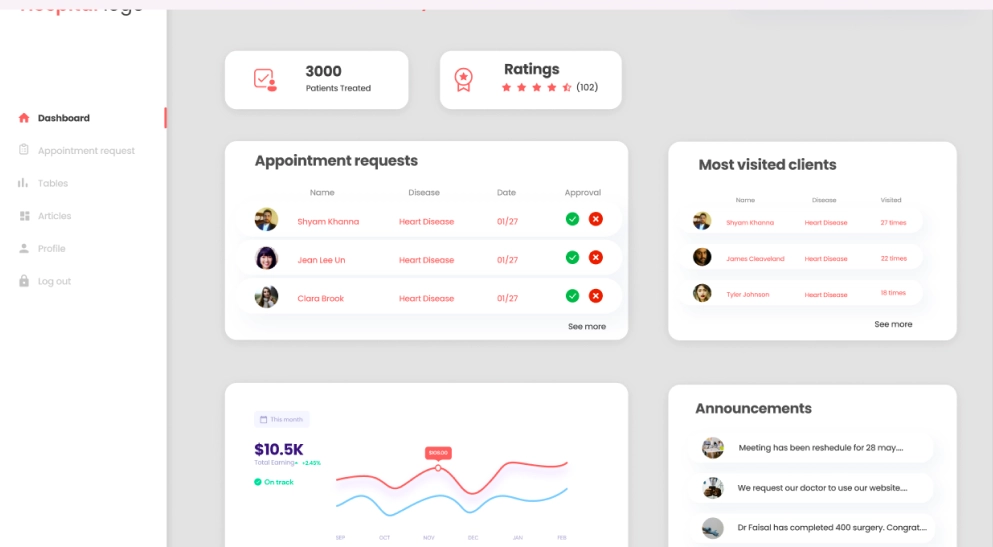 Hospital logo
3000
Patients Treated
Ratings
(102)
Dashboard
Appointment request
Tables
Articles
Profile
Log out
Appointment requests
Name Disease Date Approval
Shyam Khanna Heart Disease 01/27
Jean Lee Un Heart Disease 01/27
Clara Brook Heart Disease 01/27
See more
Most visited clients
Name Disease Visited
Shyam Khanna Heart Disease 27 times
James Cleaveland Heart Disease 22 times
Tyler Johnson Heart Disease 18 times
See more
This month
$10.5K
Total Earning +2.45%
On track
SEP OCT NOV DEC JAN FEB
Announcements
Meeting has been reshedule for 28 may....
We request our doctor to use our website....
Dr Faisal has completed 400 surgery. Congrat....